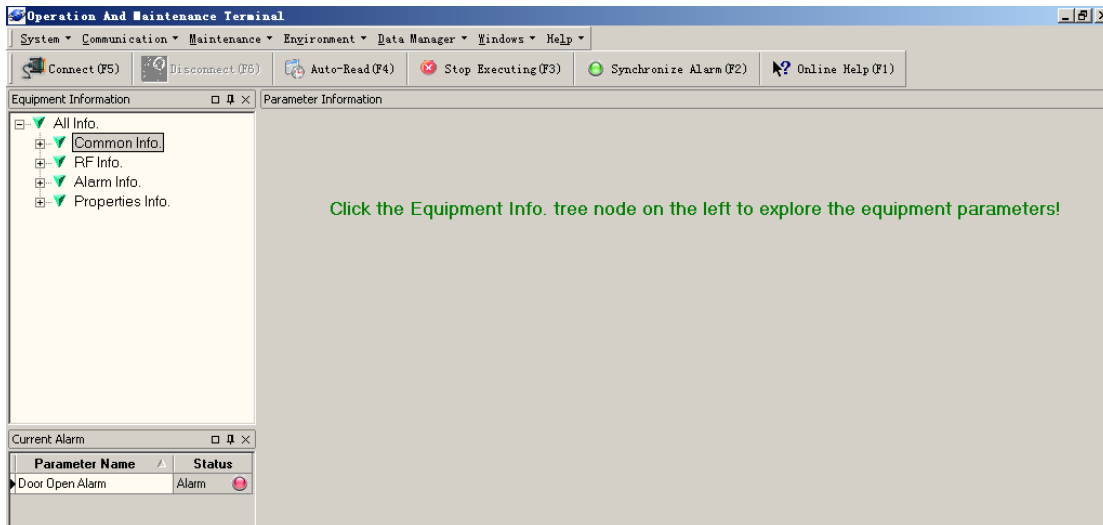 Operation And Maintenance Terminal
System Communication Maintenance Environment Data Manager Windows Help
Connect(F5) Disconnect(F6) Auto-Read(F4) Stop Executing(F3) Synchronize Alarm(F2) Online Help(F1)
Equipment Information
Parameter Information
All Info.
Common Info.
RF Info.
Alarm Info.
Properties Info.
Click the Equipment Info. tree node on the left to explore the equipment parameters!
Current Alarm
Parameter Name Status
Door Open Alarm Alarm